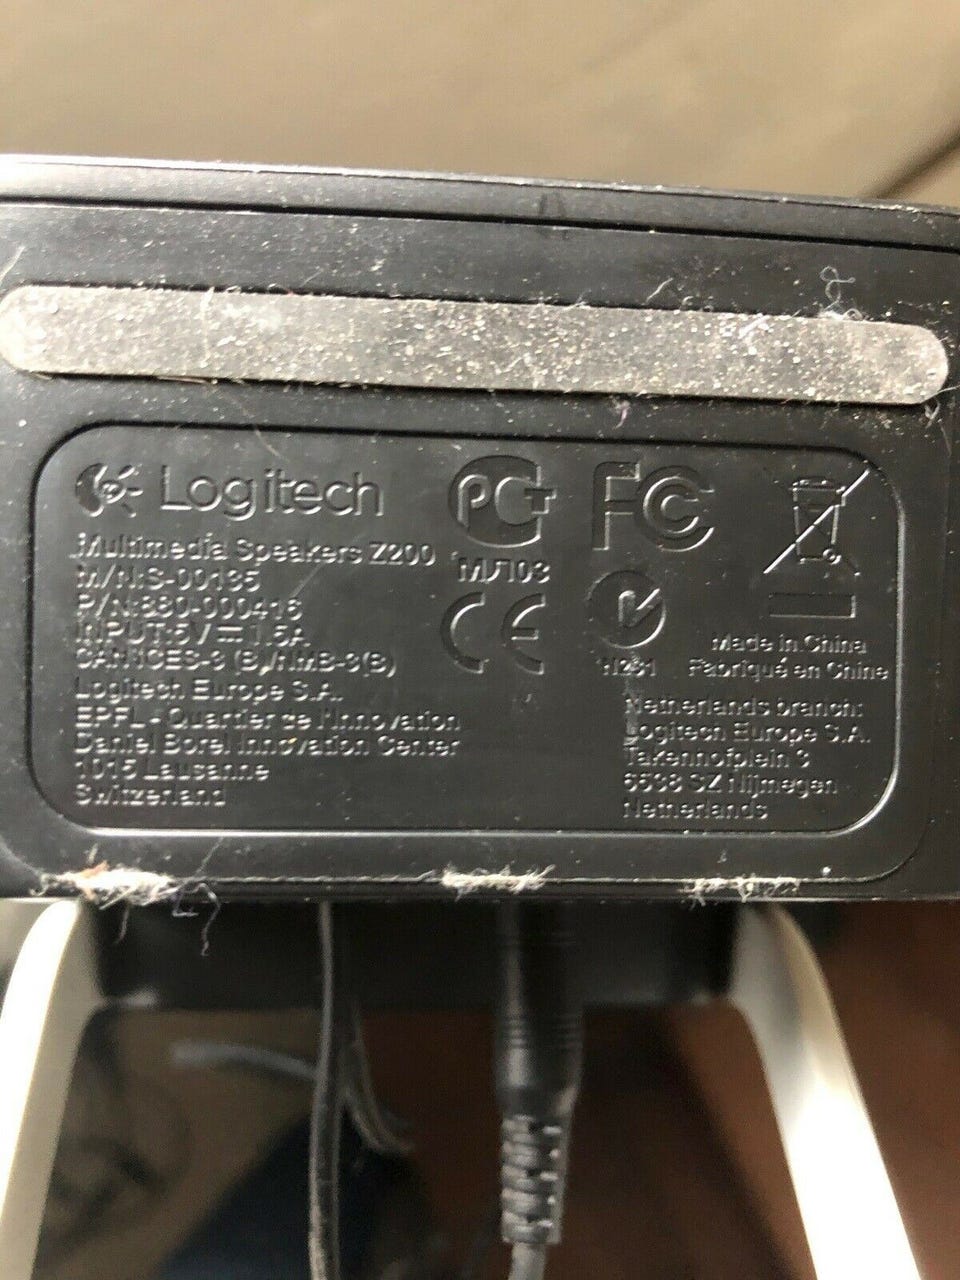 Logitech
Multimedia Speakers Z200
M/N:S-00135
P/N:880-000416
INPUT:5V⎓1.5A
CAN ICES-3 (B)/NMB-3(B)
Logitech Europe S.A.
EPFL - Quartier de l'Innovation
Daniel Borel Innovation Center
1015 Lausanne
Switzerland
PCT
МЛ03
FC
CE
N231
Made in China
Fabriqué en Chine
Netherlands branch:
Logitech Europe S.A.
Takenhofplein 3
6538 SZ Nijmegen
Netherlands